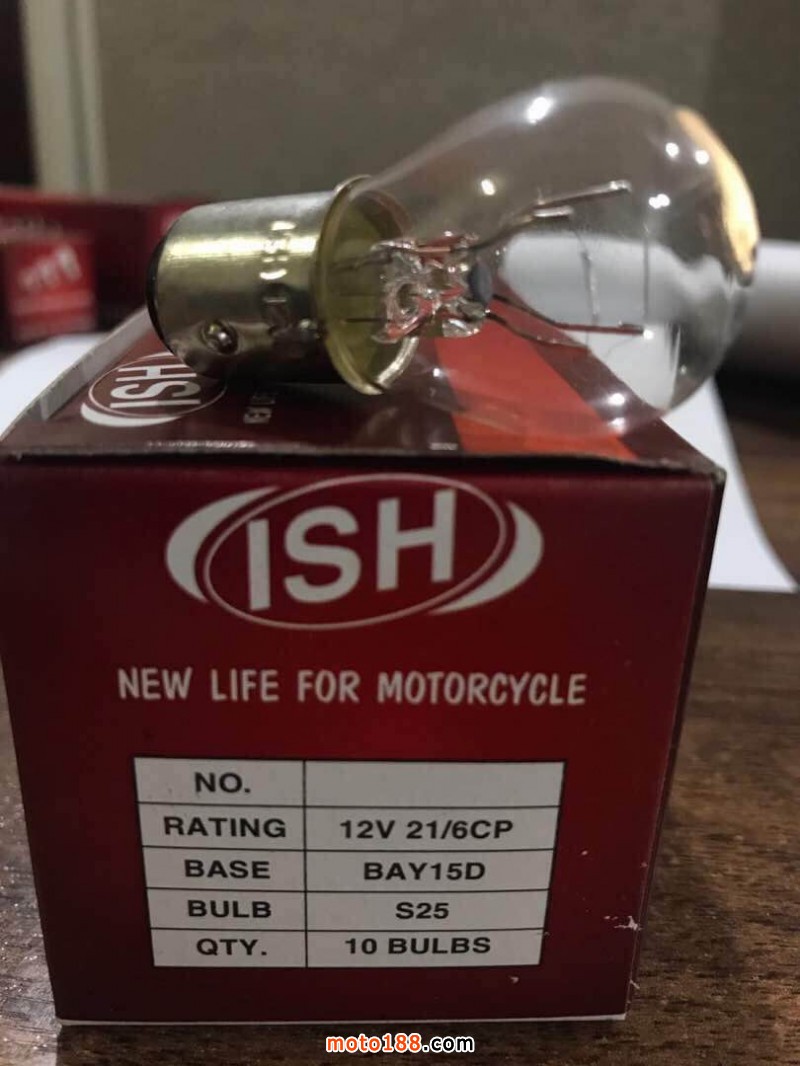 ISH
ISH
NEW LIFE FOR MOTORCYCLE
NO.
RATING 12V 21/6CP
BASE BAY15D
BULB S25
QTY. 10 BULBS
moto188.com